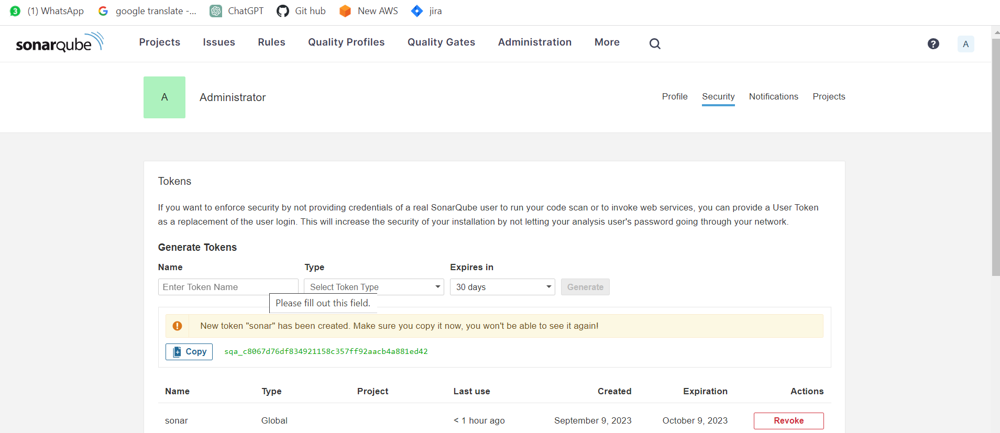 3 (1) WhatsApp google translate -... ChatGPT Git hub New AWS jira
sonarqube Projects Issues Rules Quality Profiles Quality Gates Administration More ? A
A Administrator Profile Security Notifications Projects
Tokens
If you want to enforce security by not providing credentials of a real SonarQube user to run your code scan or to invoke web services, you can provide a User Token
as a replacement of the user login. This will increase the security of your installation by not letting your analysis user's password going through your network.
Generate Tokens
Name Type Expires in
Enter Token Name Select Token Type 30 days Generate
Please fill out this field.
New token "sonar" has been created. Make sure you copy it now, you won't be able to see it again!
Copy sqa_c8067d76df834921158c357ff92aacb4a881ed42
Name Type Project Last use Created Expiration Actions
sonar Global < 1 hour ago September 9, 2023 October 9, 2023 Revoke